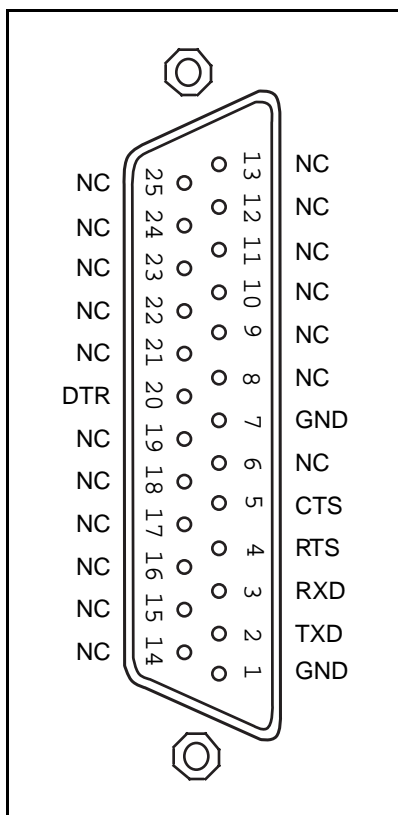 13 NC
NC 25
12 NC
NC 24
11 NC
NC 23
10 NC
NC 22
9 NC
NC 21
8 NC
DTR 20
7 GND
NC 19
6 NC
NC 18
5 CTS
NC 17
4 RTS
NC 16
3 RXD
NC 15
2 TXD
NC 14
1 GND